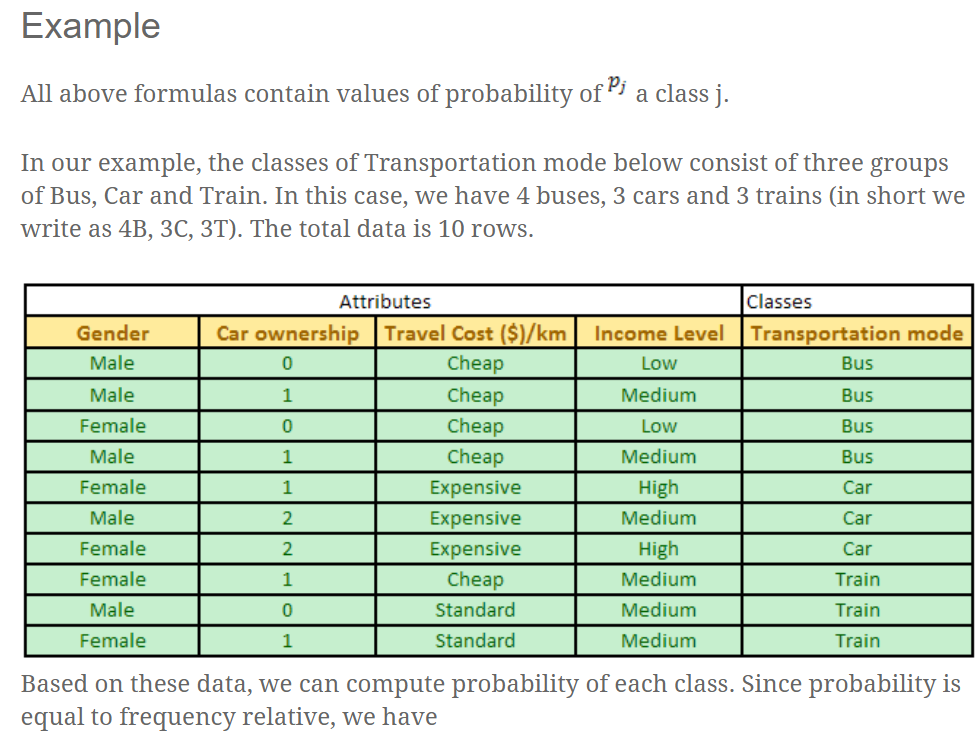 Example
All above formulas contain values of probability of pj a class j.
In our example, the classes of Transportation mode below consist of three groups
of Bus, Car and Train. In this case, we have 4 buses, 3 cars and 3 trains (in short we
write as 4B, 3C, 3T). The total data is 10 rows.
Attributes Classes
Gender Car ownership Travel Cost ($)/km Income Level Transportation mode
Male 0 Cheap Low Bus
Male 1 Cheap Medium Bus
Female 0 Cheap Low Bus
Male 1 Cheap Medium Bus
Female 1 Expensive High Car
Male 2 Expensive Medium Car
Female 2 Expensive High Car
Female 1 Cheap Medium Train
Male 0 Standard Medium Train
Female 1 Standard Medium Train
Based on these data, we can compute probability of each class. Since probability is
equal to frequency relative, we have